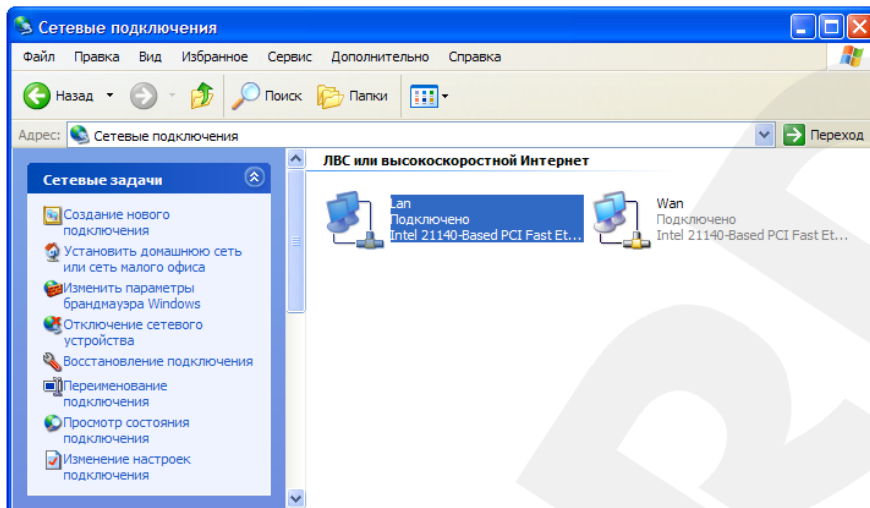 Сетевые подключения
Файл Правка Вид Избранное Сервис Дополнительно Справка
Назад Поиск Папки
Адрес: Сетевые подключения Переход
Сетевые задачи
Создание нового
подключения
Установить домашнюю сеть
или сеть малого офиса
Изменить параметры
брандмауэра Windows
Отключение сетевого
устройства
Восстановление подключения
Переименование
подключения
Просмотр состояния
подключения
Изменение настроек
подключения
ЛВС или высокоскоростной Интернет
Lan
Подключено
Intel 21140-Based PCI Fast Et...
Wan
Подключено
Intel 21140-Based PCI Fast Et...